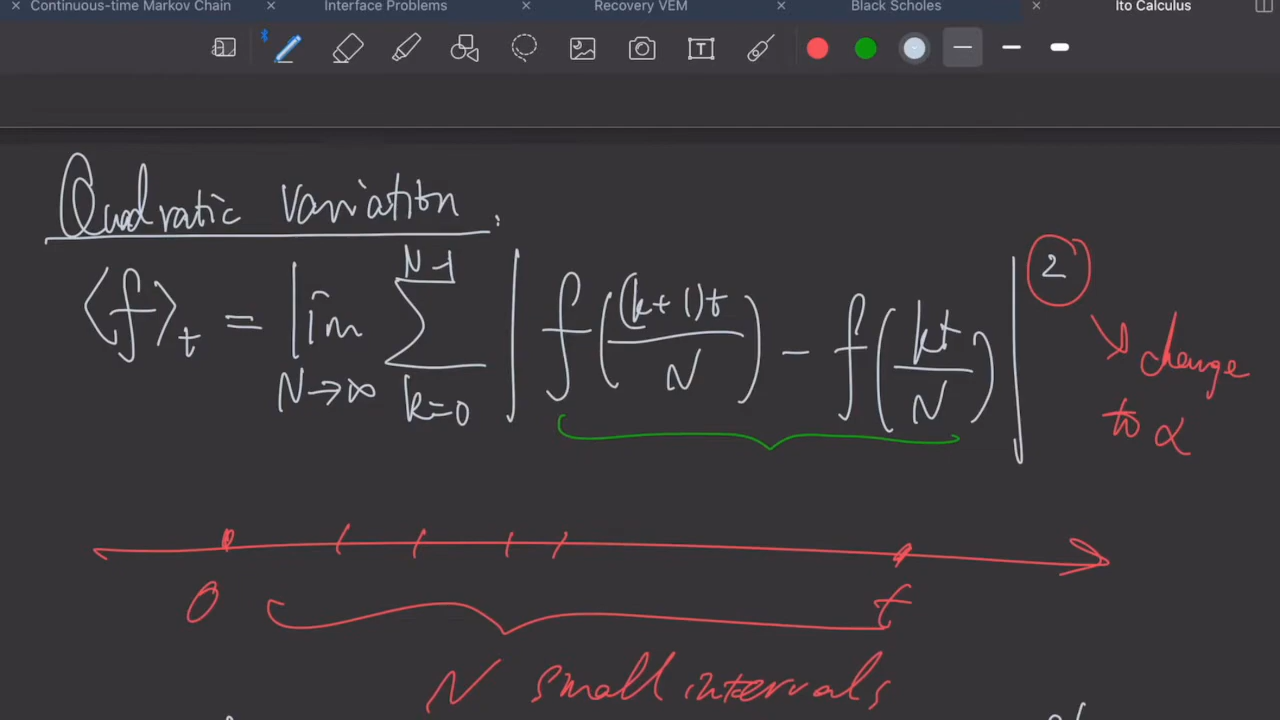 Continuous-time Markov Chain × Interface Problems × Recovery VEM × Black Scholes × Ito Calculus
T
Quadratic variation.
⟨f⟩_t = lim_{N→∞} ∑_{k=0}^{N-1} | f((k+1)t/N) - f(kt/N) |^2
change
to α
0 t
N small intervals